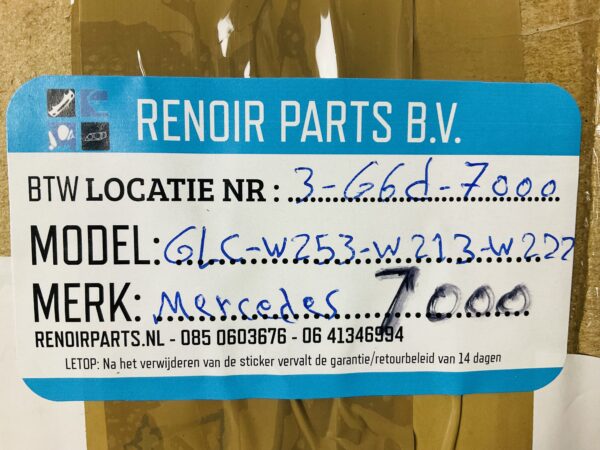 RENOIR PARTS B.V.
BTW LOCATIE NR : 3-G6d-7000
MODEL: GLC-W253-W213-W222
MERK: Mercedes 7000
RENOIRPARTS.NL - 085 0603676 - 06 41346994
LETOP: Na het verwijderen van de sticker vervalt de garantie/retourbeleid van 14 dagen